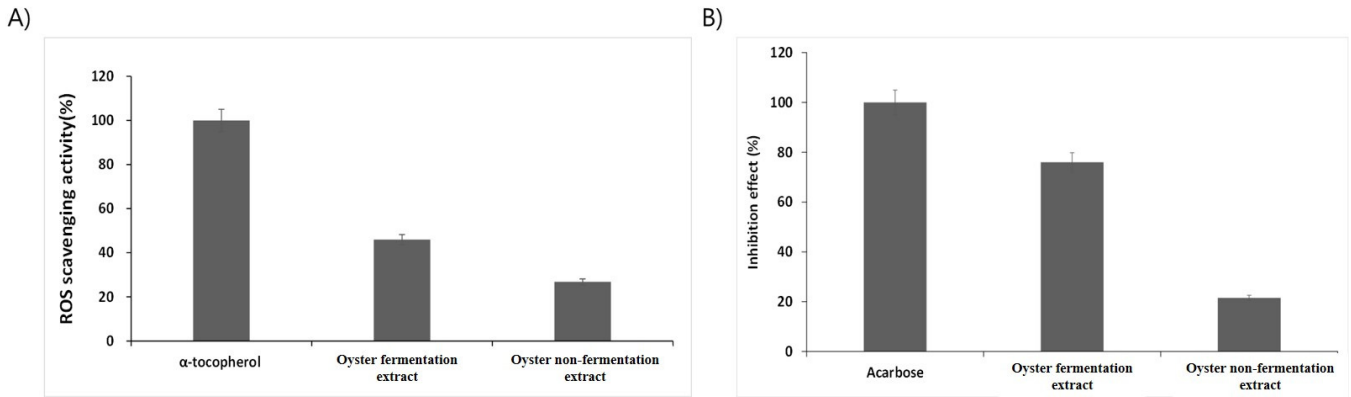 A)
ROS scavenging activity(%)
120
100
80
60
40
20
0
α-tocopherol
Oyster fermentation
extract
Oyster non-fermentation
extract
B)
Inhibition effect (%)
120
100
80
60
40
20
0
Acarbose
Oyster fermentation
extract
Oyster non-fermentation
extract